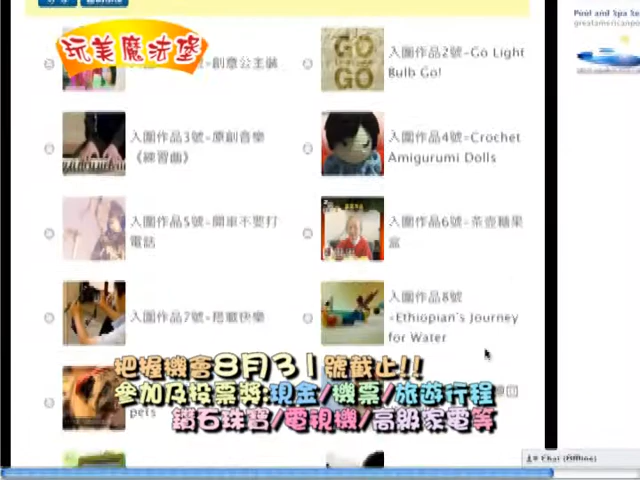 玩美魔法堡
Pool and Spa Se
greatamericanpo
創意公主裝
入圍作品2號-Go Light
Bulb Go!
入圍作品3號-原創音樂
《練習曲》
入圍作品4號-Crochet
Amigurumi Dolls
入圍作品5號-開車不要打
電話
入圍作品6號-茶壺糖果
盒
入圍作品7號-搭載快樂
入圍作品8號
-Ethiopian's Journey
for Water
把握機會8月31號截止!!
參加及投票獎:現金/機票/旅遊行程
pets
鑽石珠寶/電視機/高級家電等
Chat (Offline)